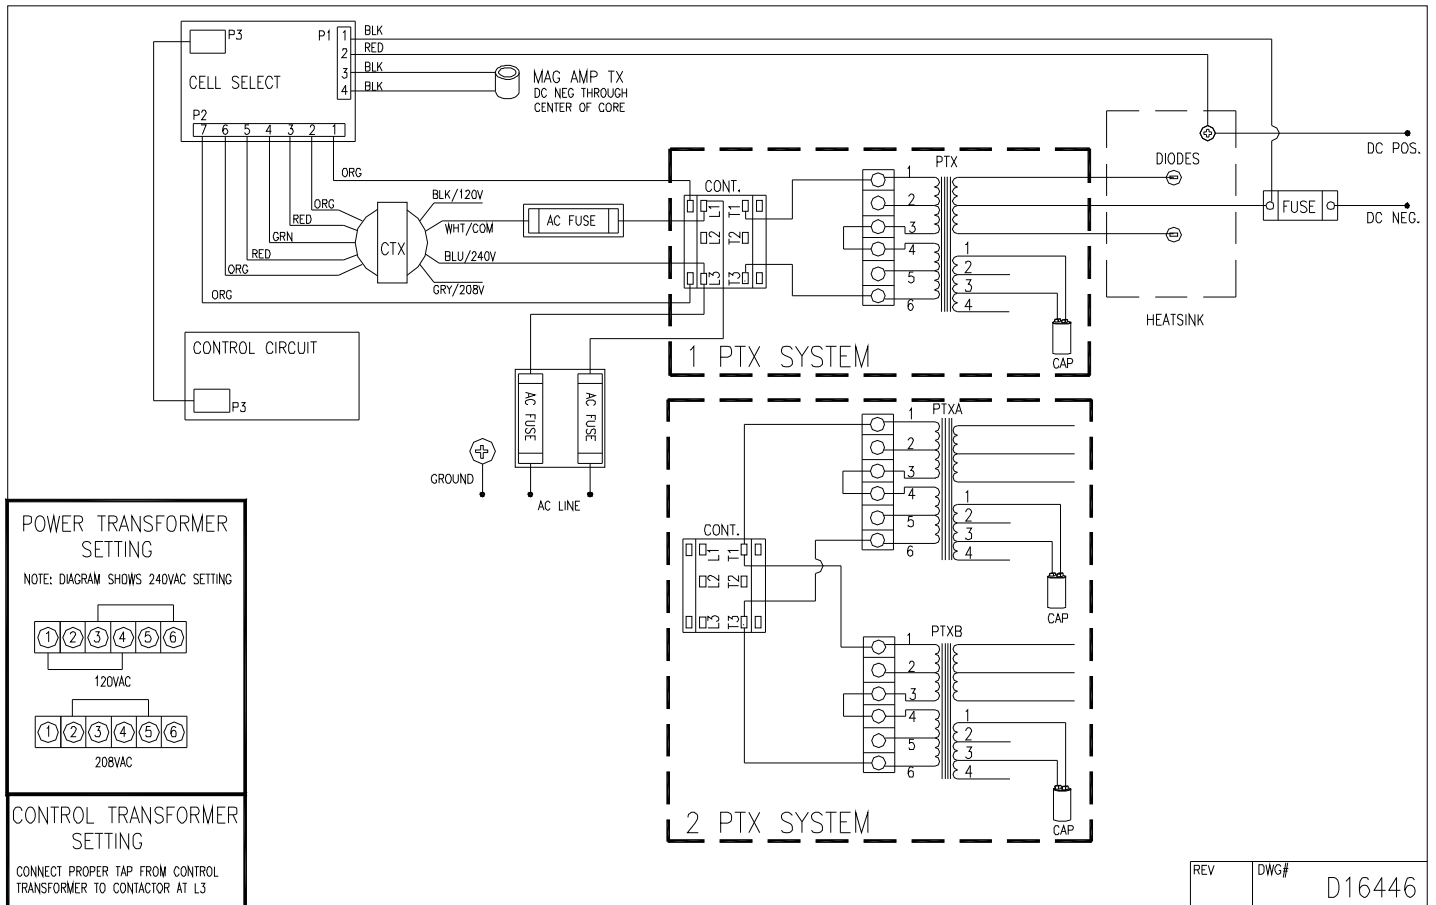 P3
P1
1
2
3
4
BLK
RED
BLK
BLK
CELL SELECT
MAG AMP TX
DC NEG THROUGH
CENTER OF CORE
P2
7 6 5 4 3 2 1
ORG
ORG
RED
GRN
RED
ORG
ORG
CTX
BLK/120V
WHT/COM
BLU/240V
GRY/208V
AC FUSE
CONT.
L1 T1
L2 T2
L3 T3
PTX
1
2
3
4
5
6
1
2
3
4
CAP
1 PTX SYSTEM
DIODES
HEATSINK
DC POS.
FUSE
DC NEG.
CONTROL CIRCUIT
P3
AC FUSE
AC FUSE
GROUND
AC LINE
PTXA
1
2
3
4
5
6
1
2
3
4
CAP
CONT.
L1 T1
L2 T2
L3 T3
PTXB
1
2
3
4
5
6
1
2
3
4
CAP
2 PTX SYSTEM
POWER TRANSFORMER
SETTING
NOTE: DIAGRAM SHOWS 240VAC SETTING
1 2 3 4 5 6
120VAC
1 2 3 4 5 6
208VAC
CONTROL TRANSFORMER
SETTING
CONNECT PROPER TAP FROM CONTROL
TRANSFORMER TO CONTACTOR AT L3
REV
DWG#
D16446